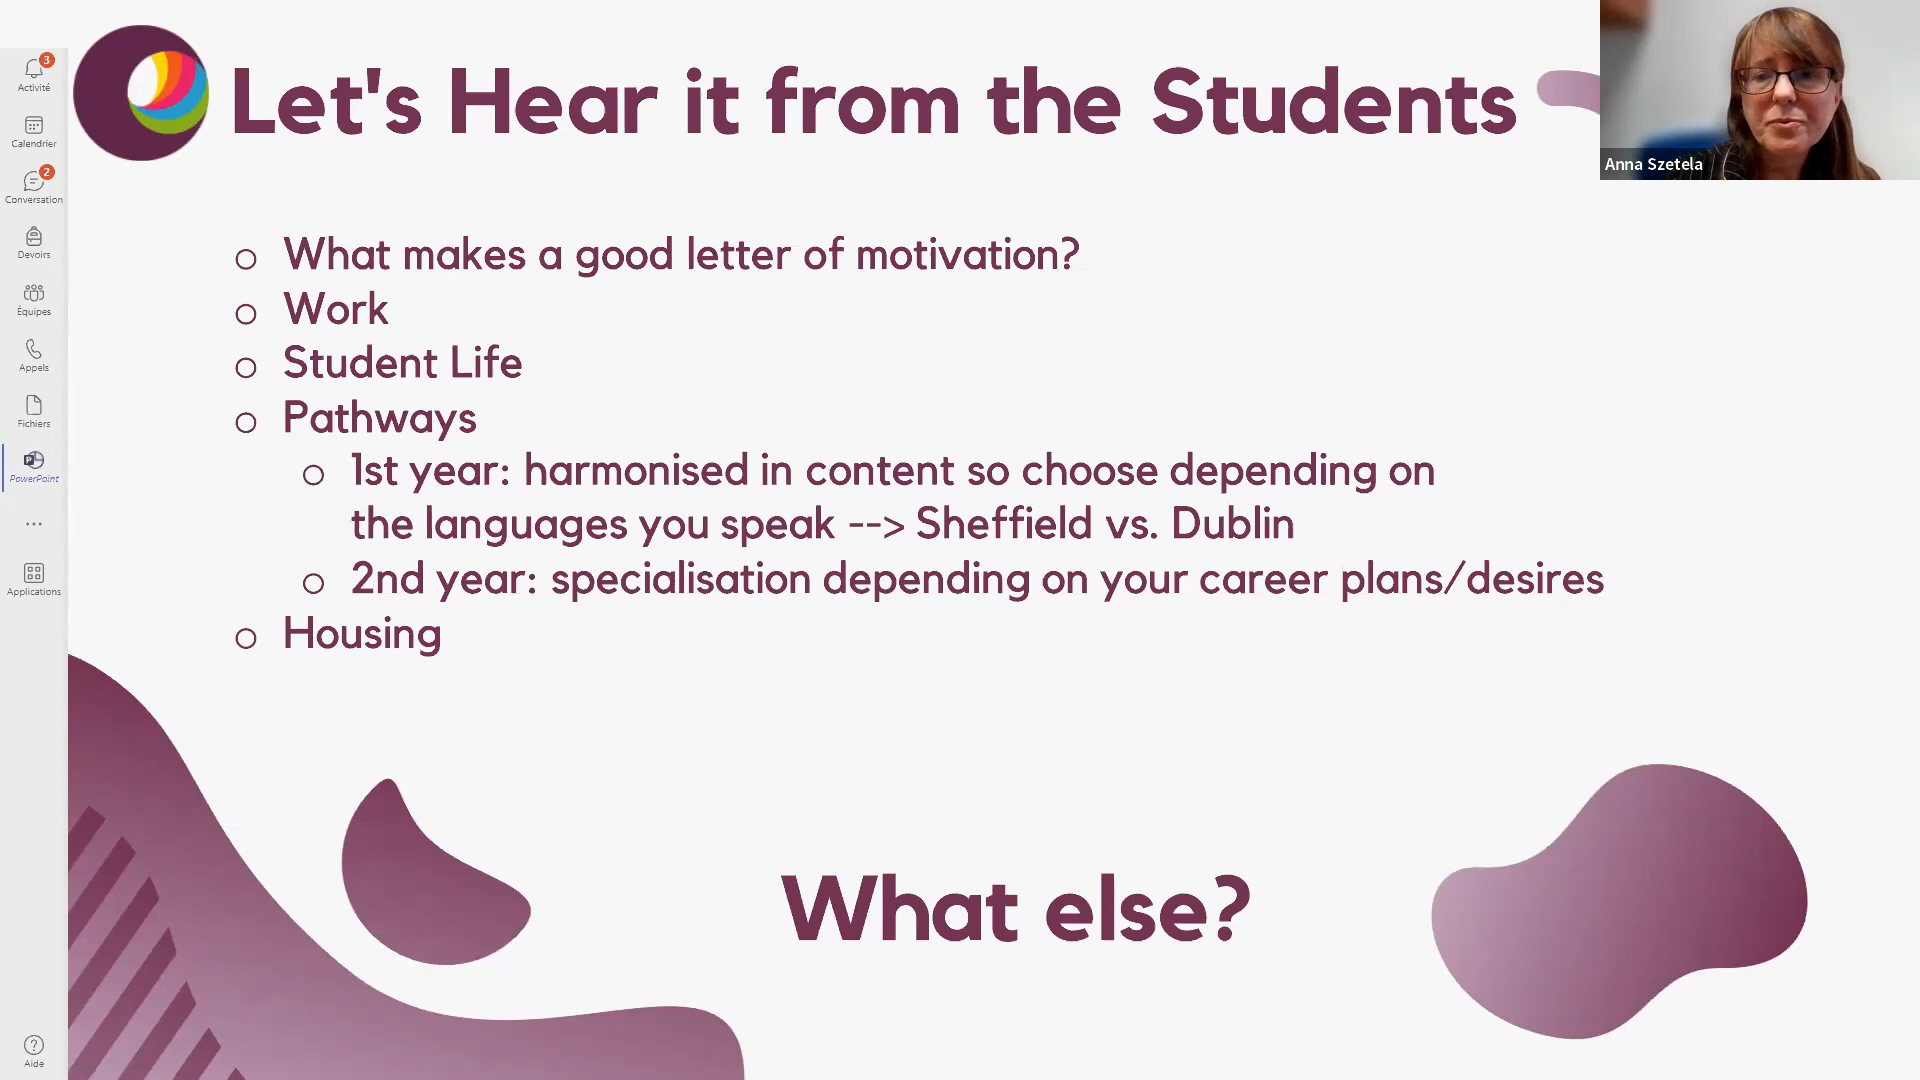 3
Activité
Calendrier
2
Conversation
Devoirs
Équipes
Appels
Fichiers
PowerPoint
Applications
Aide
Let's Hear it from the Students
Anna Szetela
○ What makes a good letter of motivation?
○ Work
○ Student Life
○ Pathways
○ 1st year: harmonised in content so choose depending on
the languages you speak --> Sheffield vs. Dublin
○ 2nd year: specialisation depending on your career plans/desires
○ Housing
What else?